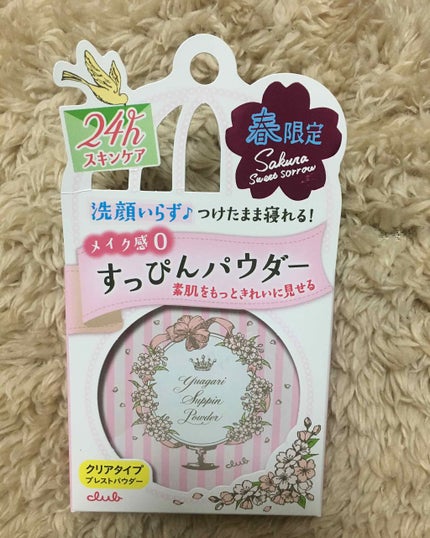 24h
スキンケア
春限定
Sakura
Sweet sorrow
洗顔いらず♪つけたまま寝れる!
メイク感0
すっぴんパウダー
素肌をもっときれいに見せる
Yuagari
Suppin
Powder
club
クリアタイプ
プレストパウダー
club